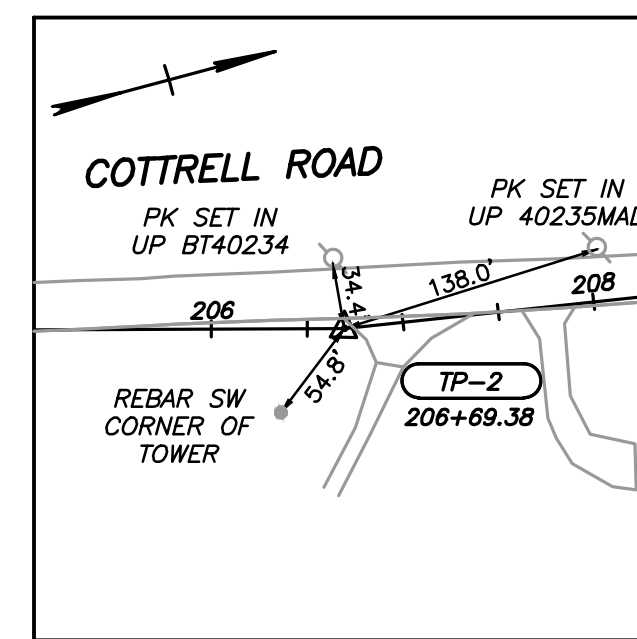 COTTRELL ROAD
PK SET IN
UP BT40234
PK SET IN
UP 40235MAD
34.4'
138.0'
206
208
54.8'
TP-2
206+69.38
REBAR SW
CORNER OF
TOWER